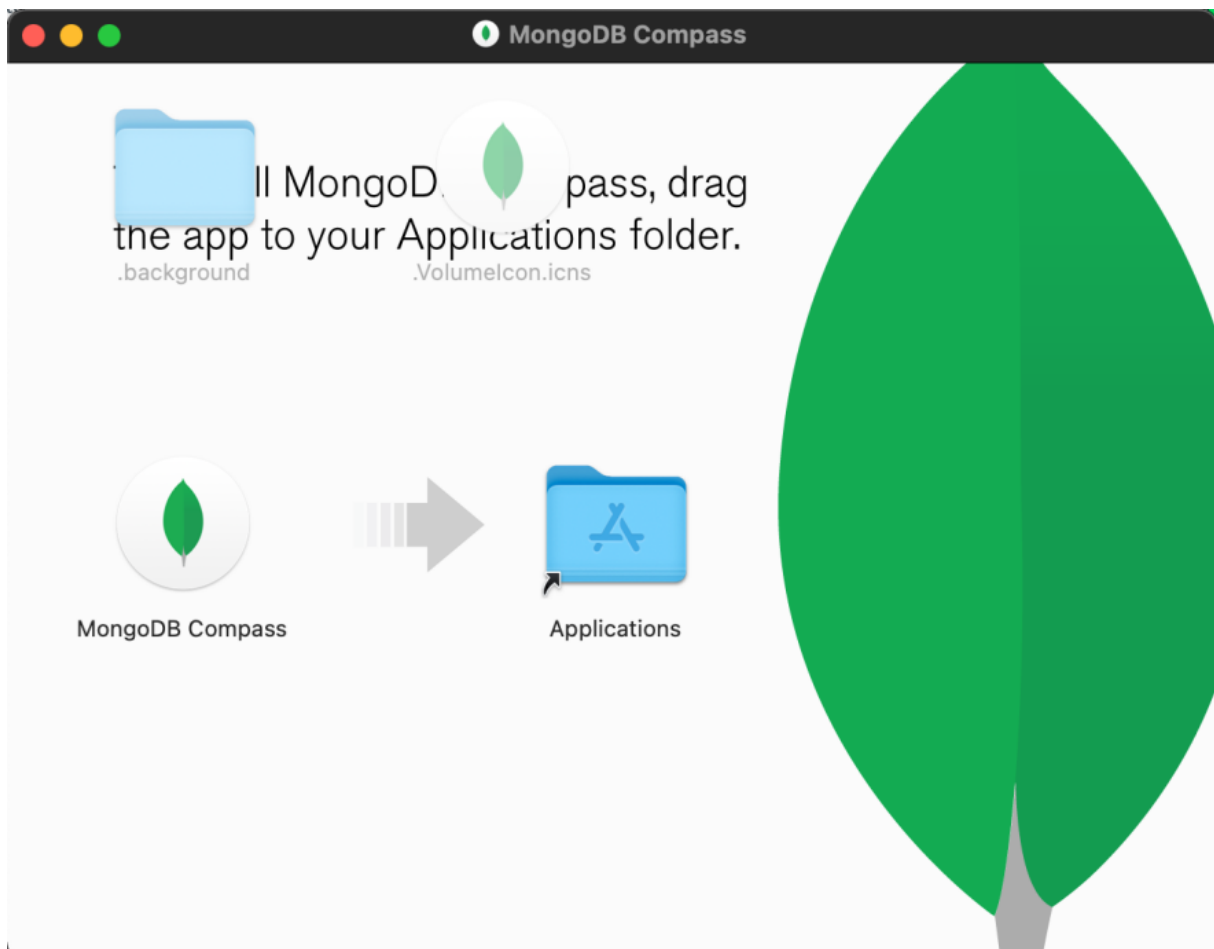 MongoDB Compass
ll MongoD pass, drag
the app to your Applications folder.
.background
.VolumeIcon.icns
MongoDB Compass
Applications